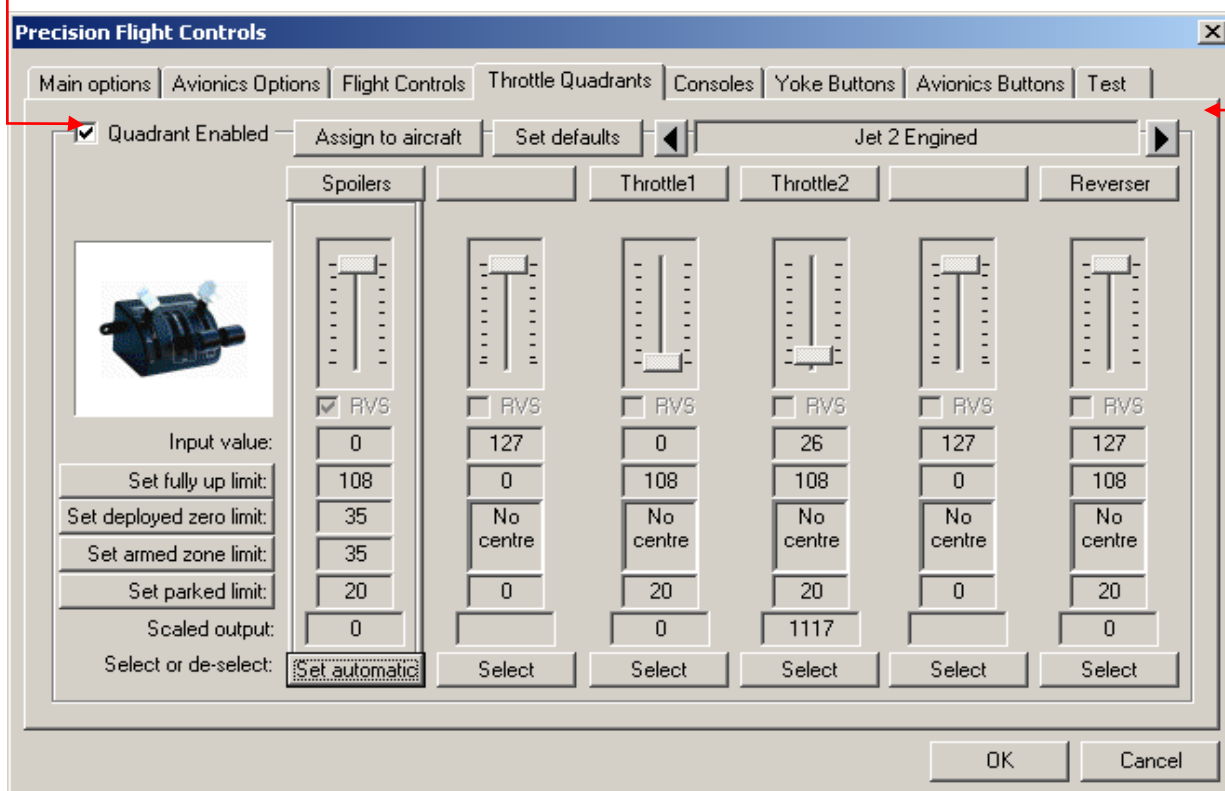 Precision Flight Controls
Main options Avionics Options Flight Controls Throttle Quadrants Consoles Yoke Buttons Avionics Buttons Test
Quadrant Enabled Assign to aircraft Set defaults Jet 2 Engined
Spoilers Throttle1 Throttle2 Reverser
RVS RVS RVS RVS RVS RVS
Input value: 0 127 0 26 127 127
Set fully up limit: 108 0 108 108 0 108
Set deployed zero limit: 35 No centre No centre No centre No centre No centre
Set armed zone limit: 35
Set parked limit: 20 0 20 20 0 20
Scaled output: 0 0 1117 0
Select or de-select: Set automatic Select Select Select Select Select
OK Cancel